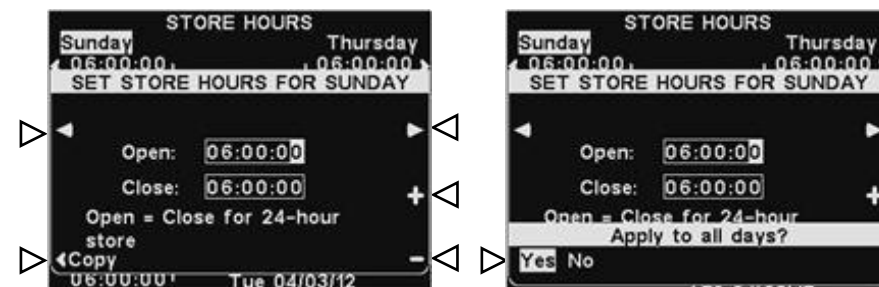 STORE HOURS
Sunday Thursday
06:00:00 06:00:00
SET STORE HOURS FOR SUNDAY
Open: 06:00:00
Close: 06:00:00
Open = Close for 24-hour
store
Copy
06:00:00 Tue 04/03/12
STORE HOURS
Sunday Thursday
06:00:00 06:00:00
SET STORE HOURS FOR SUNDAY
Open: 06:00:00
Close: 06:00:00
Open = Close for 24-hour
Apply to all days?
Yes No